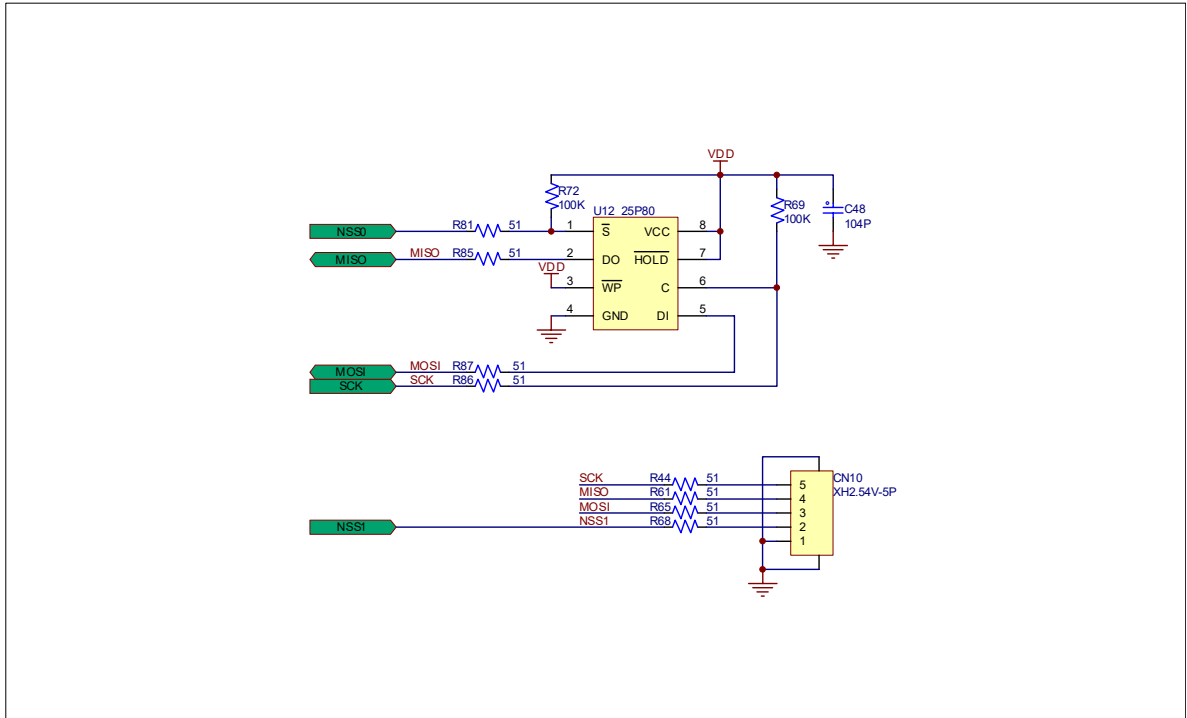 VDD
R72
100K
R69
100K
C48
104P
U12 25P80
NSS0 R81 51 1 S VCC 8
MISO MISO R85 51 2 DO HOLD 7
VDD
3 WP C 6
4 GND DI 5
MOSI MOSI R87 51
SCK SCK R86 51
SCK R44 51 5 CN10
MISO R61 51 4 XH2.54V-5P
MOSI R65 51 3
NSS1 NSS1 R68 51 2
1